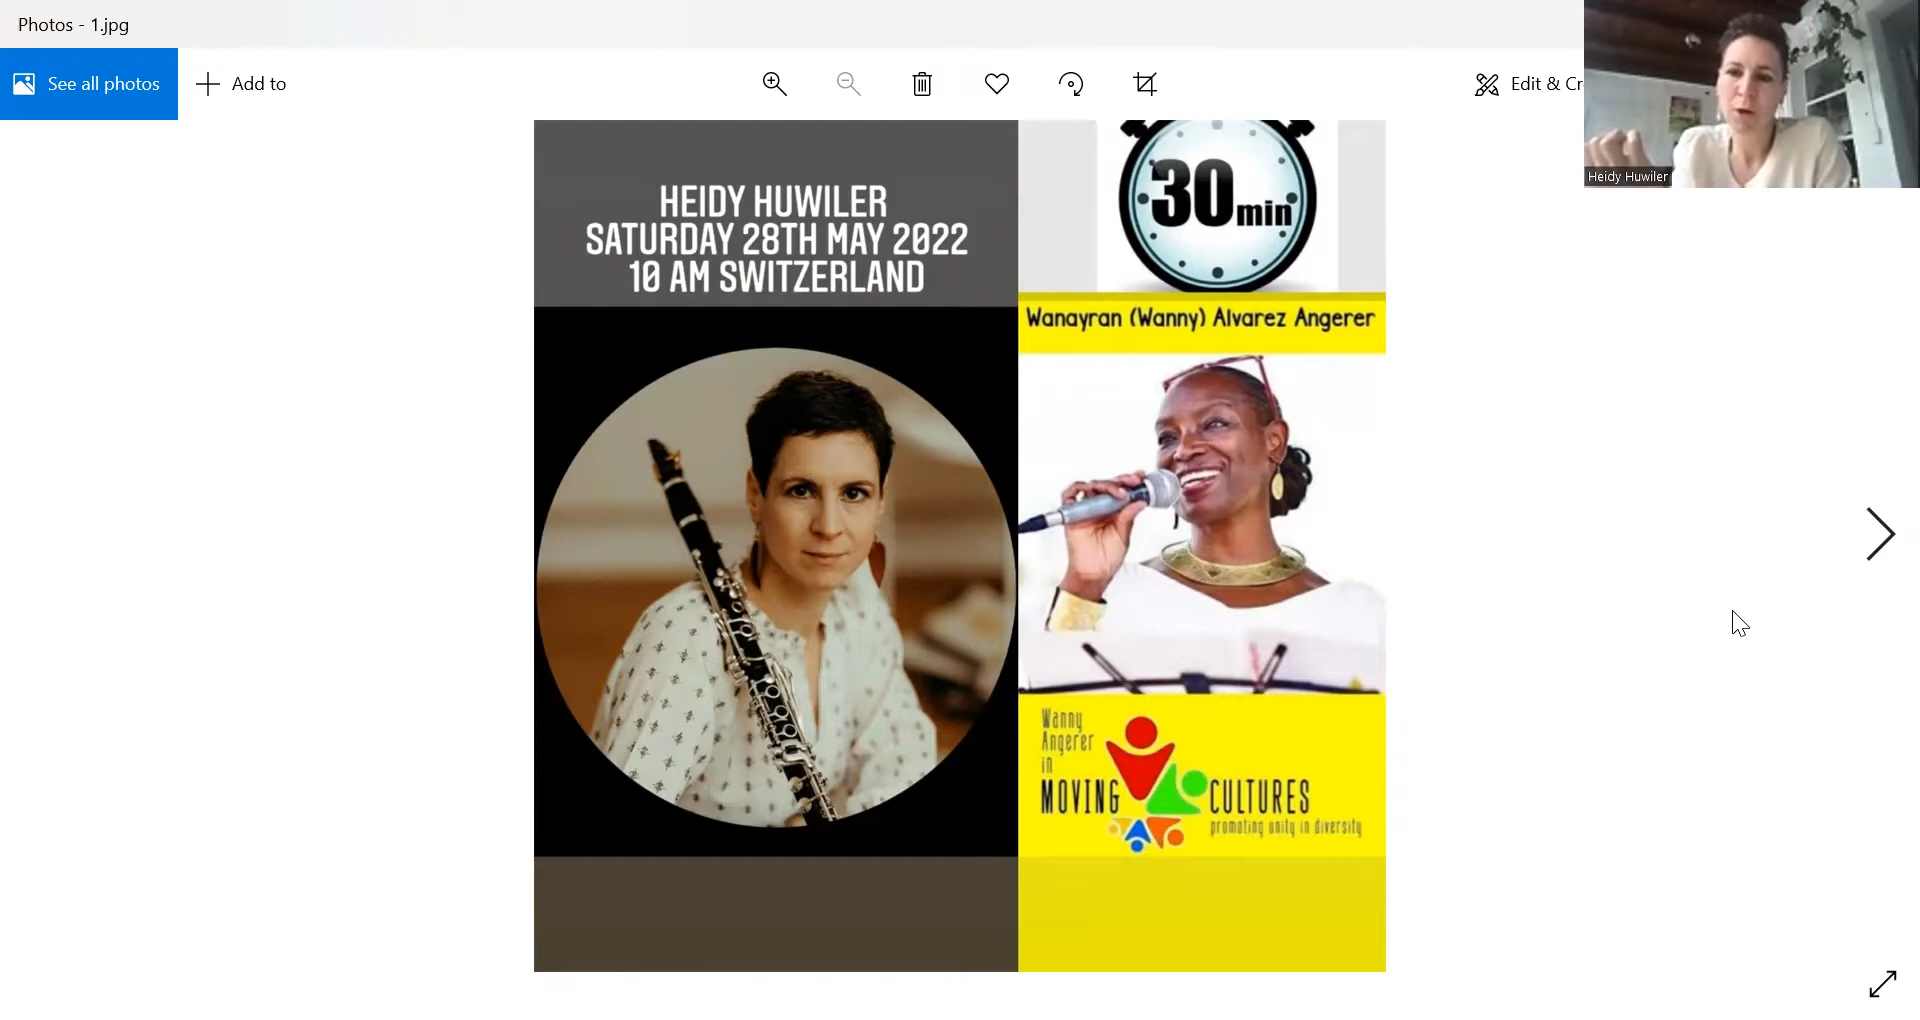 Photos - 1.jpg
See all photos
Add to
Edit & Cr
Heidy Huwiler
HEIDY HUWILER
SATURDAY 28TH MAY 2022
10 AM SWITZERLAND
30min
Wanayran (Wanny) Alvarez Angerer
Wanny
Angerer
in
MOVING CULTURES
promoting unity in diversity